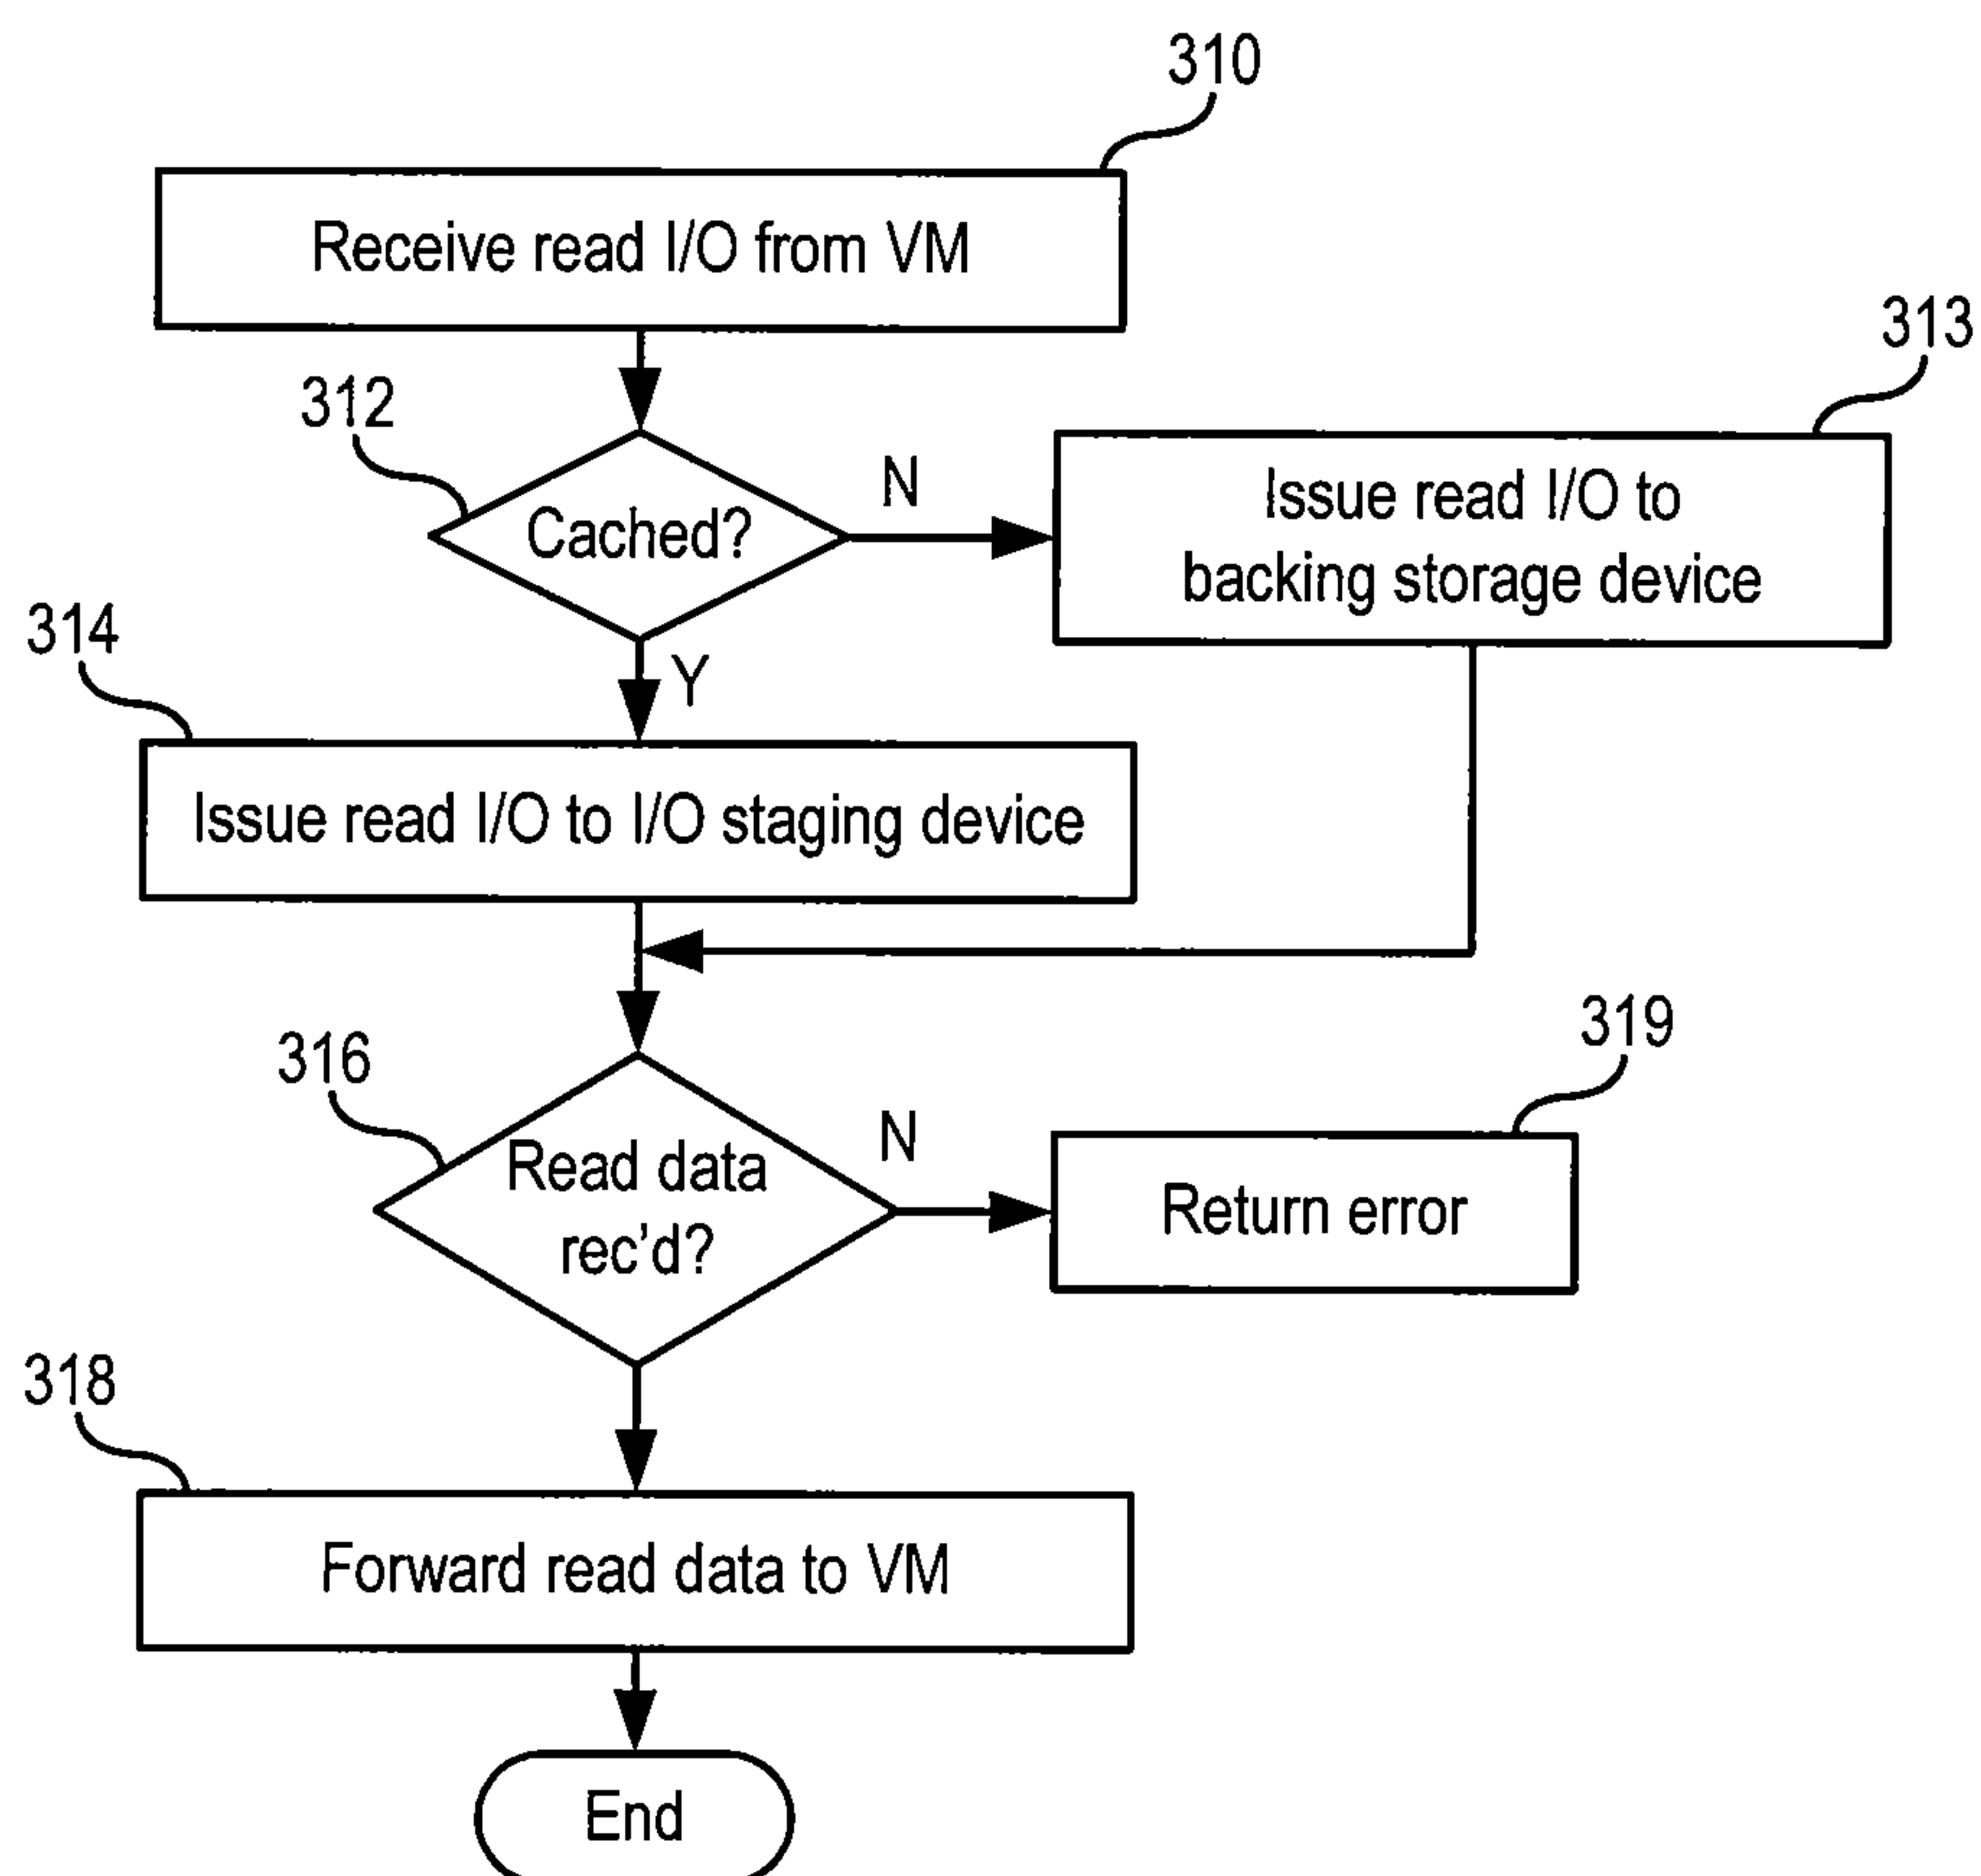 310
Receive read I/O from VM
313
312
Cached?
N
Issue read I/O to
backing storage device
314
Y
Issue read I/O to I/O staging device
319
316
Read data
rec'd?
N
Return error
318
Forward read data to VM
End